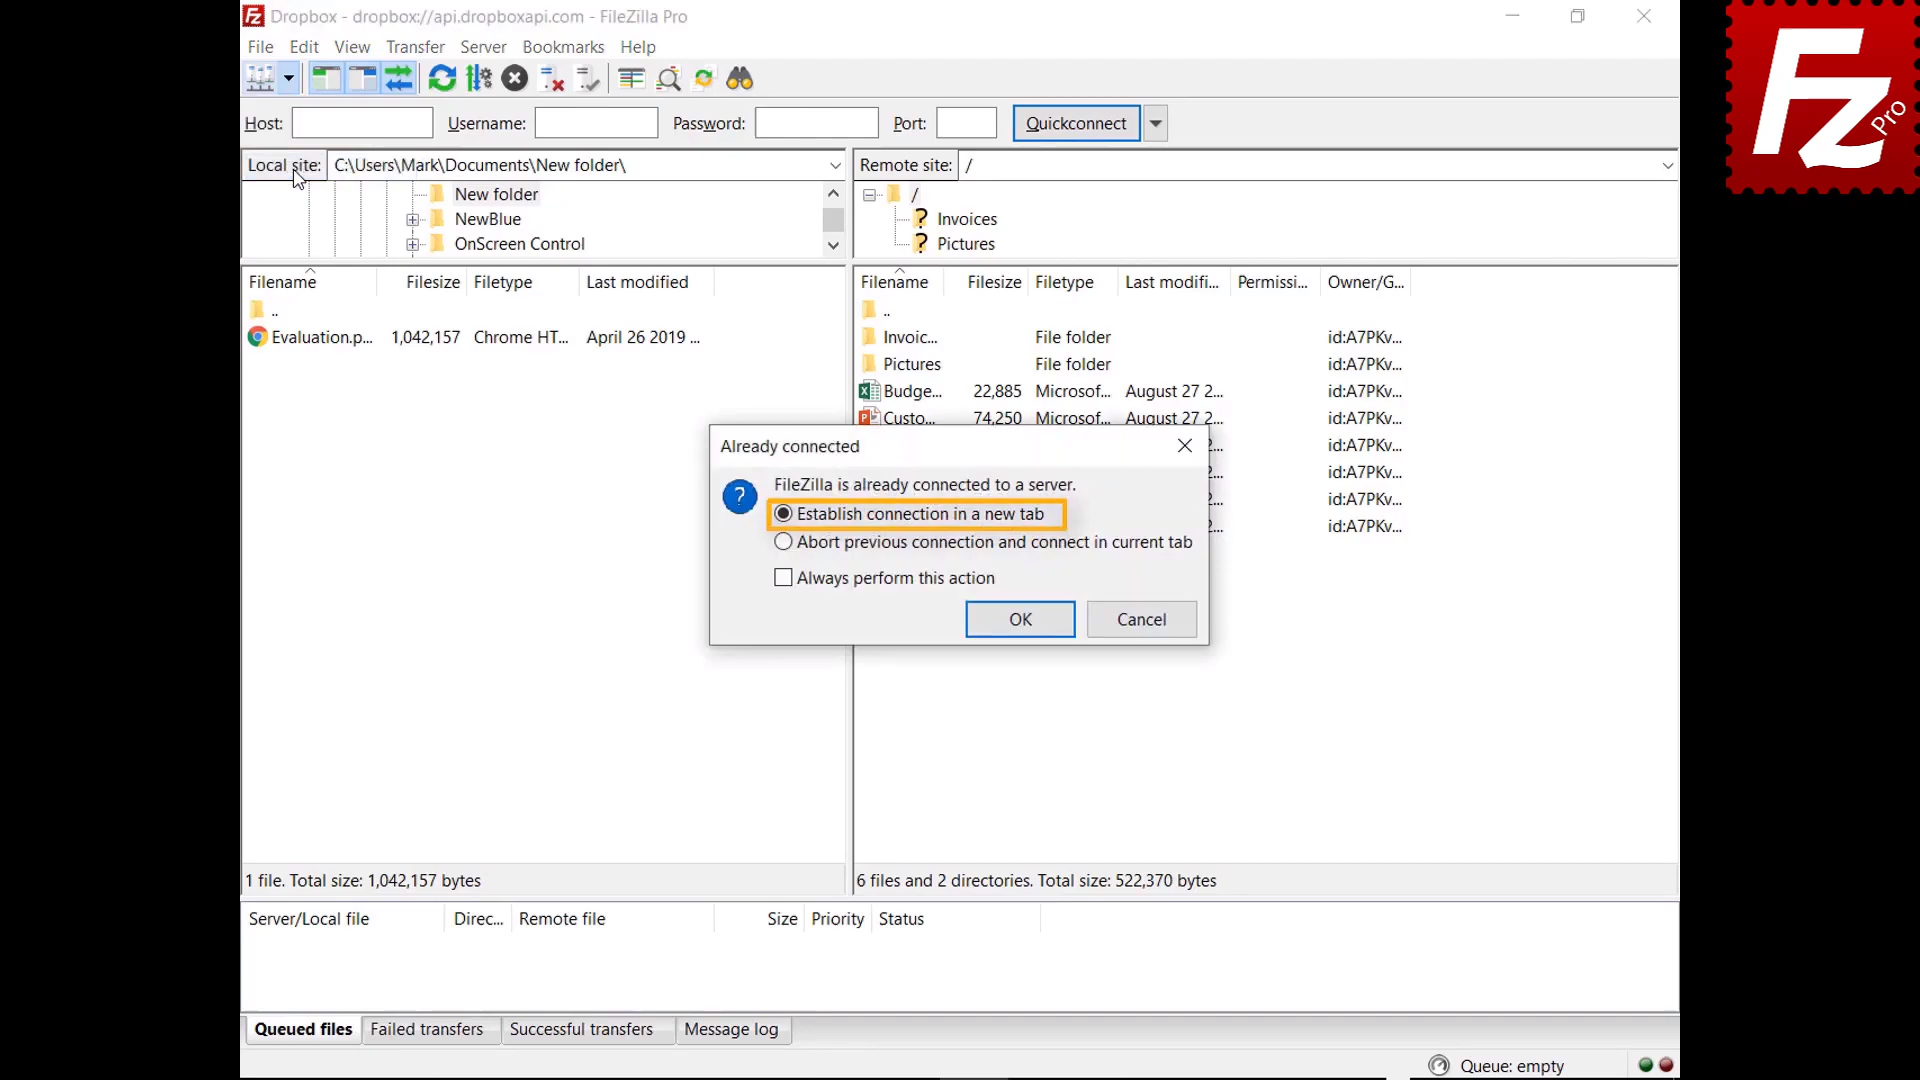 Dropbox - dropbox://api.dropboxapi.com - FileZilla Pro
File Edit View Transfer Server Bookmarks Help
Host: Username: Password: Port: Quickconnect
Local site: C:\Users\Mark\Documents\New folder\
Remote site: /
New folder
NewBlue
OnScreen Control
/
? Invoices
? Pictures
Filename Filesize Filetype Last modified
..
Evaluation.p... 1,042,157 Chrome HT... April 26 2019 ...
Filename Filesize Filetype Last modifi... Permissi... Owner/G...
..
Invoic... File folder id:A7PKv...
Pictures File folder id:A7PKv...
Budge... 22,885 Microsof... August 27 2... id:A7PKv...
Custo... 74,250 Microsof... August 27 2... id:A7PKv...
2... id:A7PKv...
2... id:A7PKv...
2... id:A7PKv...
2... id:A7PKv...
Already connected
?
FileZilla is already connected to a server.
Establish connection in a new tab
Abort previous connection and connect in current tab
Always perform this action
OK Cancel
1 file. Total size: 1,042,157 bytes
6 files and 2 directories. Total size: 522,370 bytes
Server/Local file Direc... Remote file Size Priority Status
Queued files Failed transfers Successful transfers Message log
Queue: empty
Fz Pro